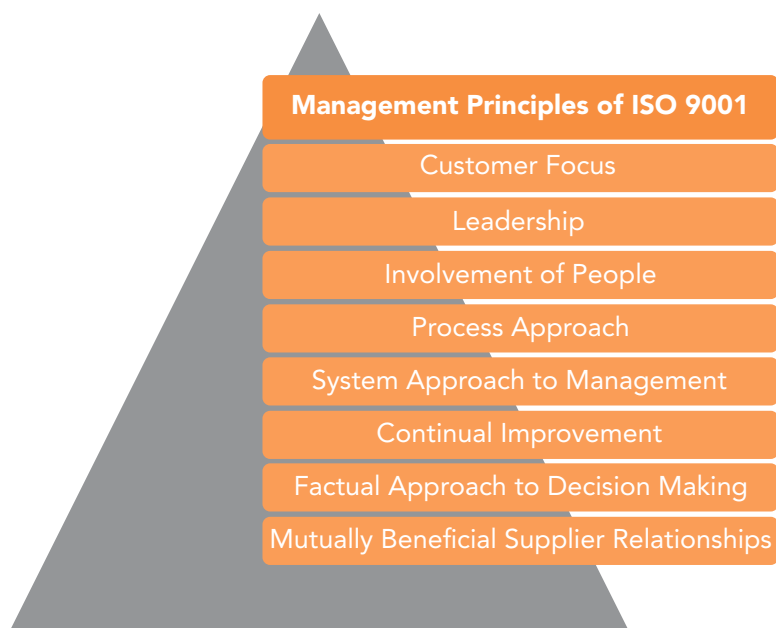 Management Principles of ISO 9001
Customer Focus
Leadership
Involvement of People
Process Approach
System Approach to Management
Continual Improvement
Factual Approach to Decision Making
Mutually Beneficial Supplier Relationships